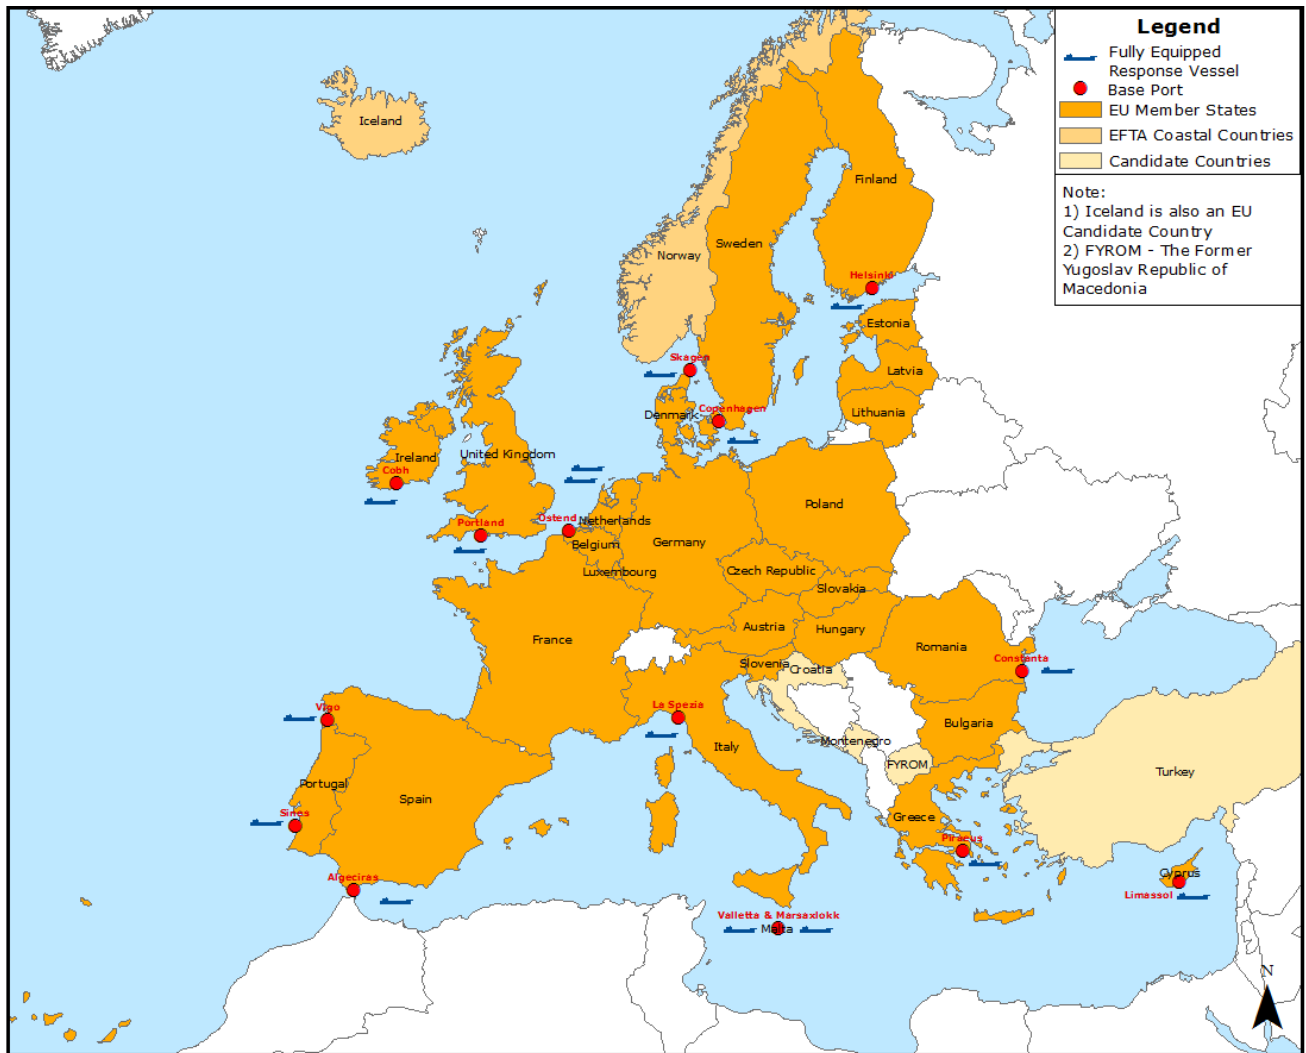 Legend
Fully Equipped
Response Vessel
Base Port
EU Member States
EFTA Coastal Countries
Candidate Countries
Note:
1) Iceland is also an EU
Candidate Country
2) FYROM - The Former
Yugoslav Republic of
Macedonia
Iceland
Finland
Sweden
Norway
Helsinki
Estonia
Skagen
Latvia
Copenhagen
Denmark
Lithuania
Ireland
United Kingdom
Cobh
Poland
Portland
Ostend
Netherlands
Germany
Belgium
Luxembourg
Czech Republic
Slovakia
Austria
Hungary
France
Romania
Constanta
Slovenia
Croatia
Vigo
La Spezia
Bulgaria
Italy
Montenegro
FYROM
Turkey
Portugal
Spain
Sines
Greece
Piraeus
Algeciras
Cyprus
Limassol
Valletta & Marsaxlokk
Malta
N